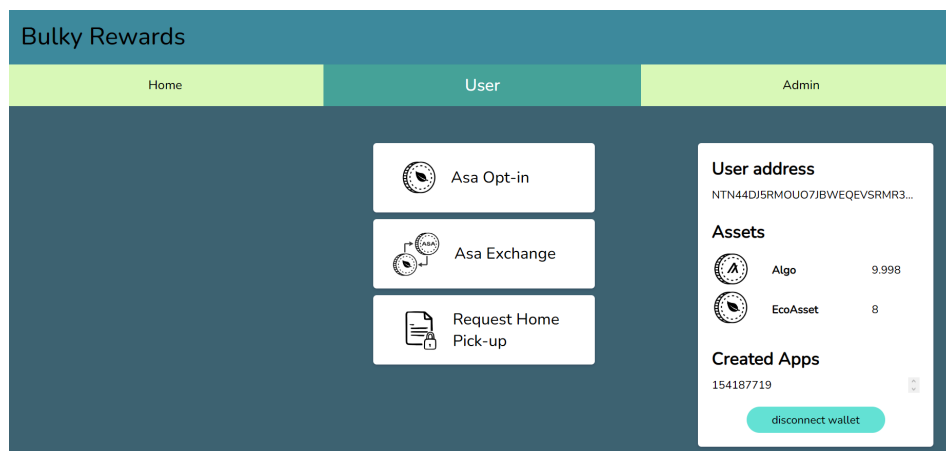 Bulky Rewards
Home
User
Admin
Asa Opt-in
ASA
Asa Exchange
Request Home
Pick-up
User address
NTN44DJ5RMOUO7JBWEQEVSRMR3...
Assets
Algo 9.998
EcoAsset 8
Created Apps
154187719
disconnect wallet